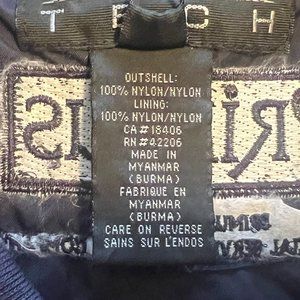 TECH
OUTSHELL:
100% NYLON/NYLON
LINING:
100% NYLON/NYLON
CA# 18406
RN# 42206
MADE IN
MYANMAR
(BURMA)
FABRIQUE EN
MYANMAR
(BURMA)
CARE ON REVERSE
SAINS SUR L'ENDOS